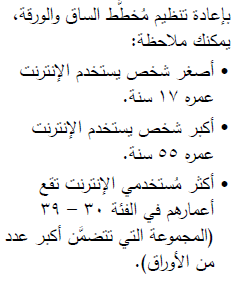 بإعادة تنظيم مُخطَّط الساق والورقة،
يمكنك ملاحظة:
• أصغر شخص يستخدم الإنترنت
عمره ١٧ سنة.
• أكبر شخص يستخدم الإنترنت
عمره ٥٥ سنة.
• أكثر مُستخدمي الإنترنت تقع
أعمارهم في الفئة ٣٠ – ٣٩
(المجموعة التي تتضمَّن أكبر عدد
من الأوراق).